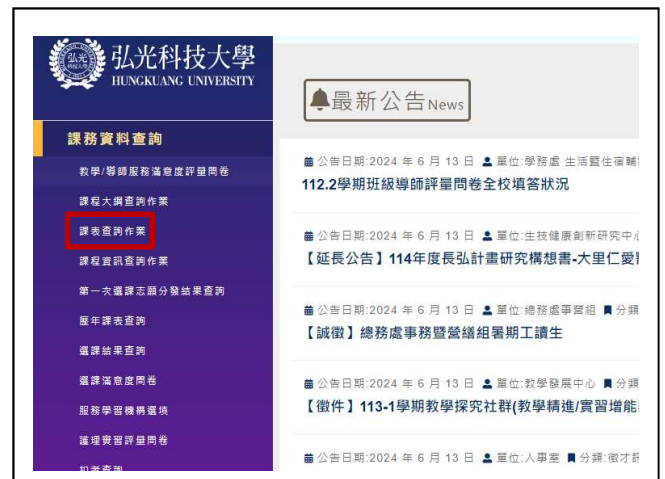 弘光科技大學
HUNGKUANG UNIVERSITY
課務資料查詢
教學/導師服務滿意度評量問卷
課程大綱查詢作業
課表查詢作業
課程資訊查詢作業
第一次選課志願分發結果查詢
歷年課表查詢
選課結果查詢
選課滿意度問卷
服務學習機構選填
護理實習評量問卷
扣考查詢
最新公告News
公告日期:2024 年 6 月 13 日 單位:學務處 生活暨住宿輔
112.2學期班級導師評量問卷全校填答狀況
公告日期:2024 年 6 月 13 日 單位:生技健康創新研究中心
【延長公告】114年度長弘計畫研究構想書-大里仁愛
公告日期:2024 年 6 月 13 日 單位:總務處事營組 分類
【誠徵】總務處事務暨營繕組暑期工讀生
公告日期:2024 年 6 月 13 日 單位:教學發展中心 分類
【徵件】113-1學期教學探究社群(教學精進/實習增能
公告日期:2024 年 6 月 13 日 單位:人事室 分類:徵才